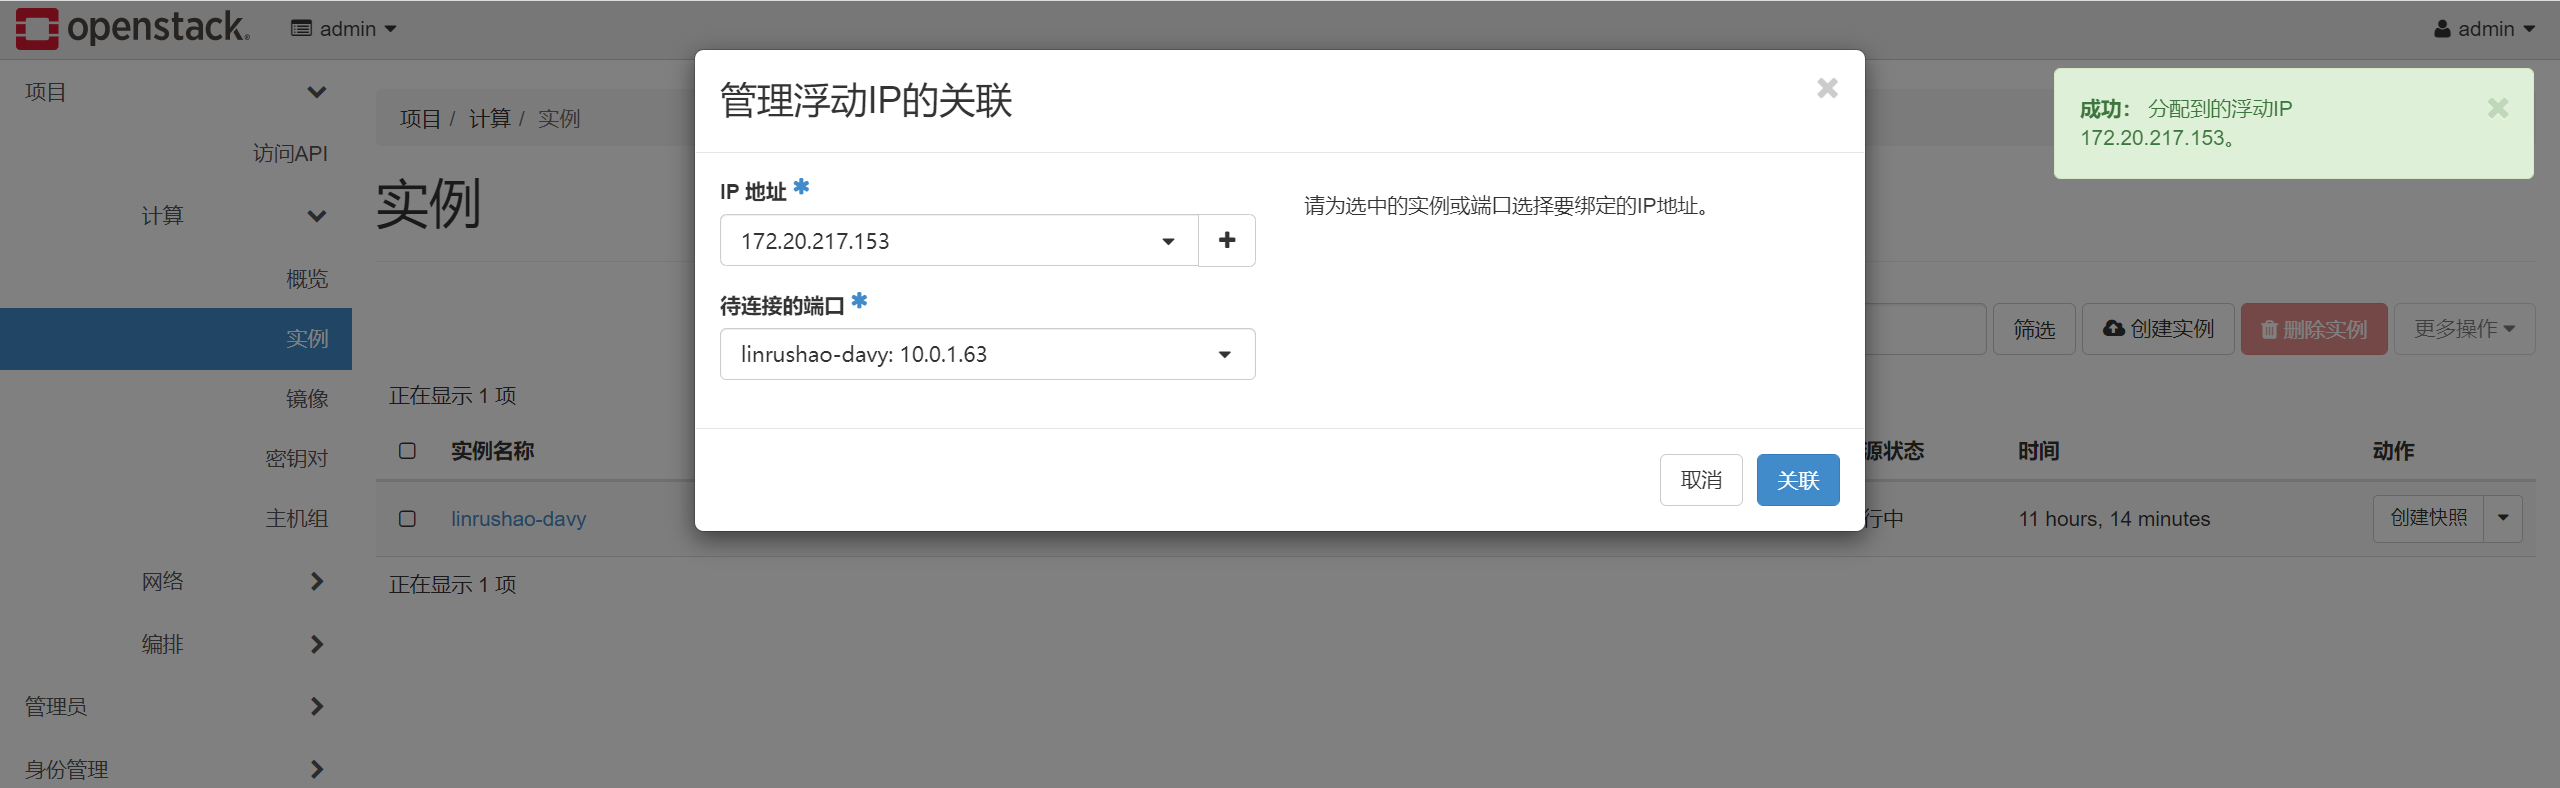 openstack.
admin
admin
项目
访问API
计算
概览
实例
镜像
密钥对
主机组
网络
编排
管理员
身份管理
项目 / 计算 / 实例
实例
筛选
创建实例
删除实例
更多操作
正在显示 1 项
实例名称
源状态
时间
动作
linrushao-davy
行中
11 hours, 14 minutes
创建快照
正在显示 1 项
管理浮动IP的关联
IP 地址
172.20.217.153
待连接的端口
linrushao-davy: 10.0.1.63
请为选中的实例或端口选择要绑定的IP地址。
取消
关联
成功： 分配到的浮动IP
172.20.217.153。